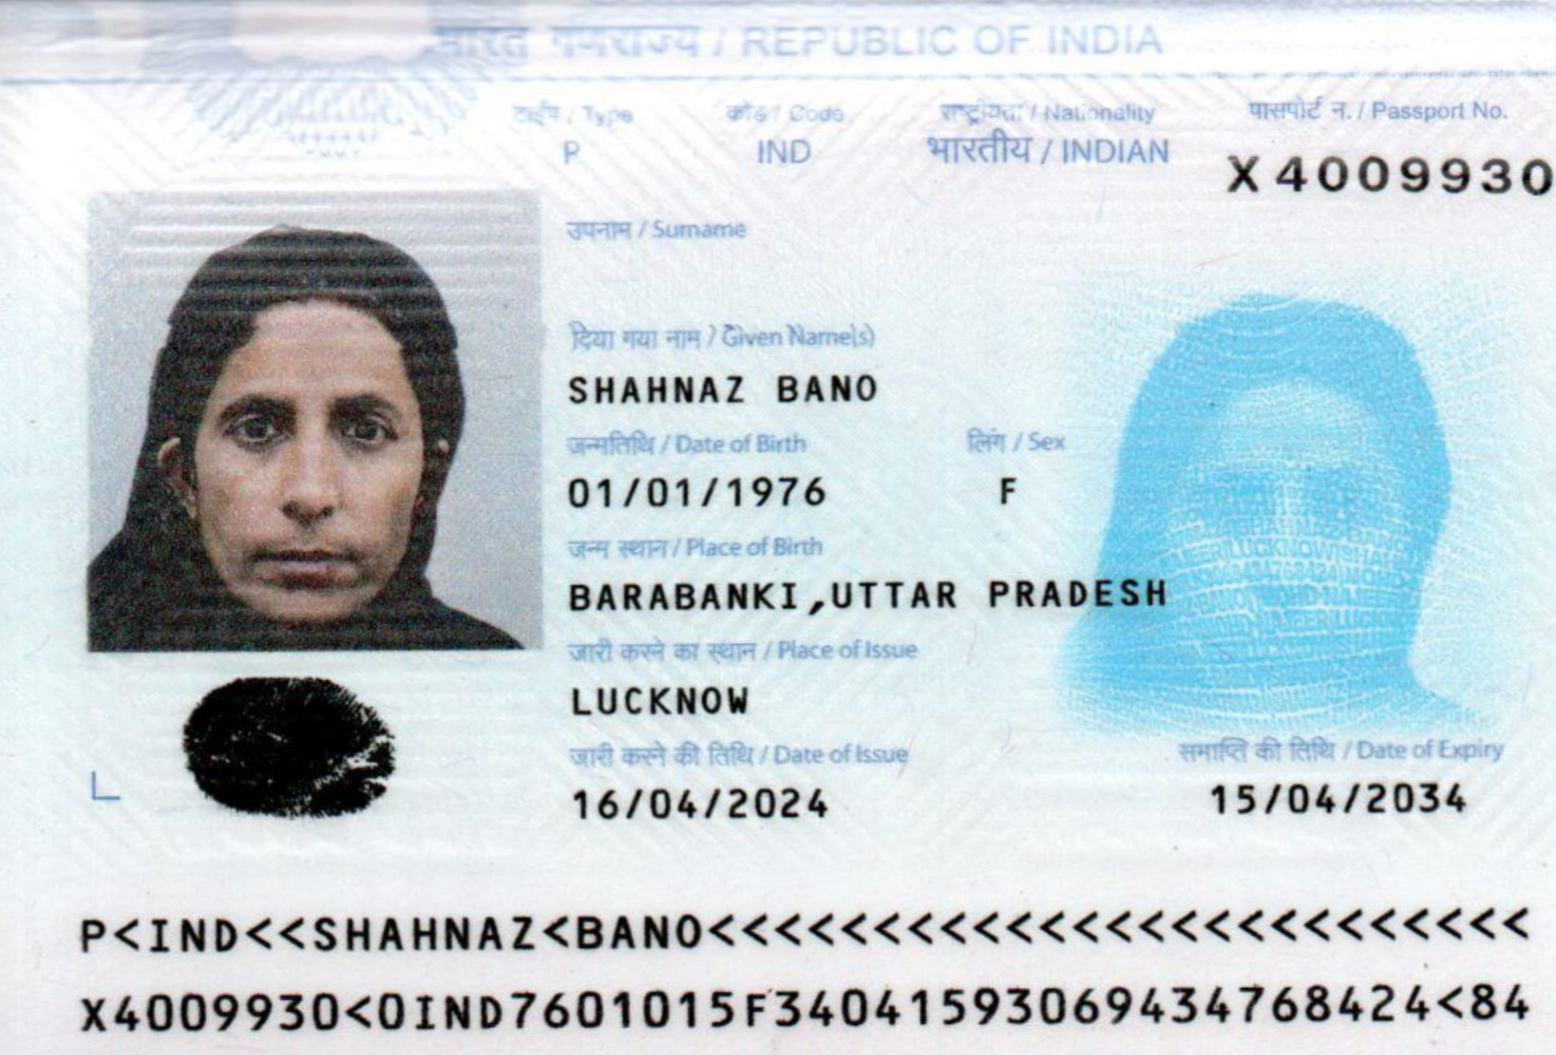 भारत गणराज्य / REPUBLIC OF INDIA
टाईप / Type कोड / Code राष्ट्रीयता / Nationality पासपोर्ट न. / Passport No.
P IND भारतीय / INDIAN X4009930
उपनाम / Surname
दिया गया नाम / Given Name(s)
SHAHNAZ BANO
जन्मतिथि / Date of Birth लिंग / Sex
01/01/1976 F
जन्म स्थान / Place of Birth
BARABANKI,UTTAR PRADESH
जारी करने का स्थान / Place of Issue
LUCKNOW
जारी करने की तिथि / Date of Issue समाप्ति की तिथि / Date of Expiry
16/04/2024 15/04/2034
P<IND<<SHAHNAZ<BANO<<<<<<<<<<<<<<<<<<<<<<<<<
X4009930<0IND7601015F34041593069434768424<84